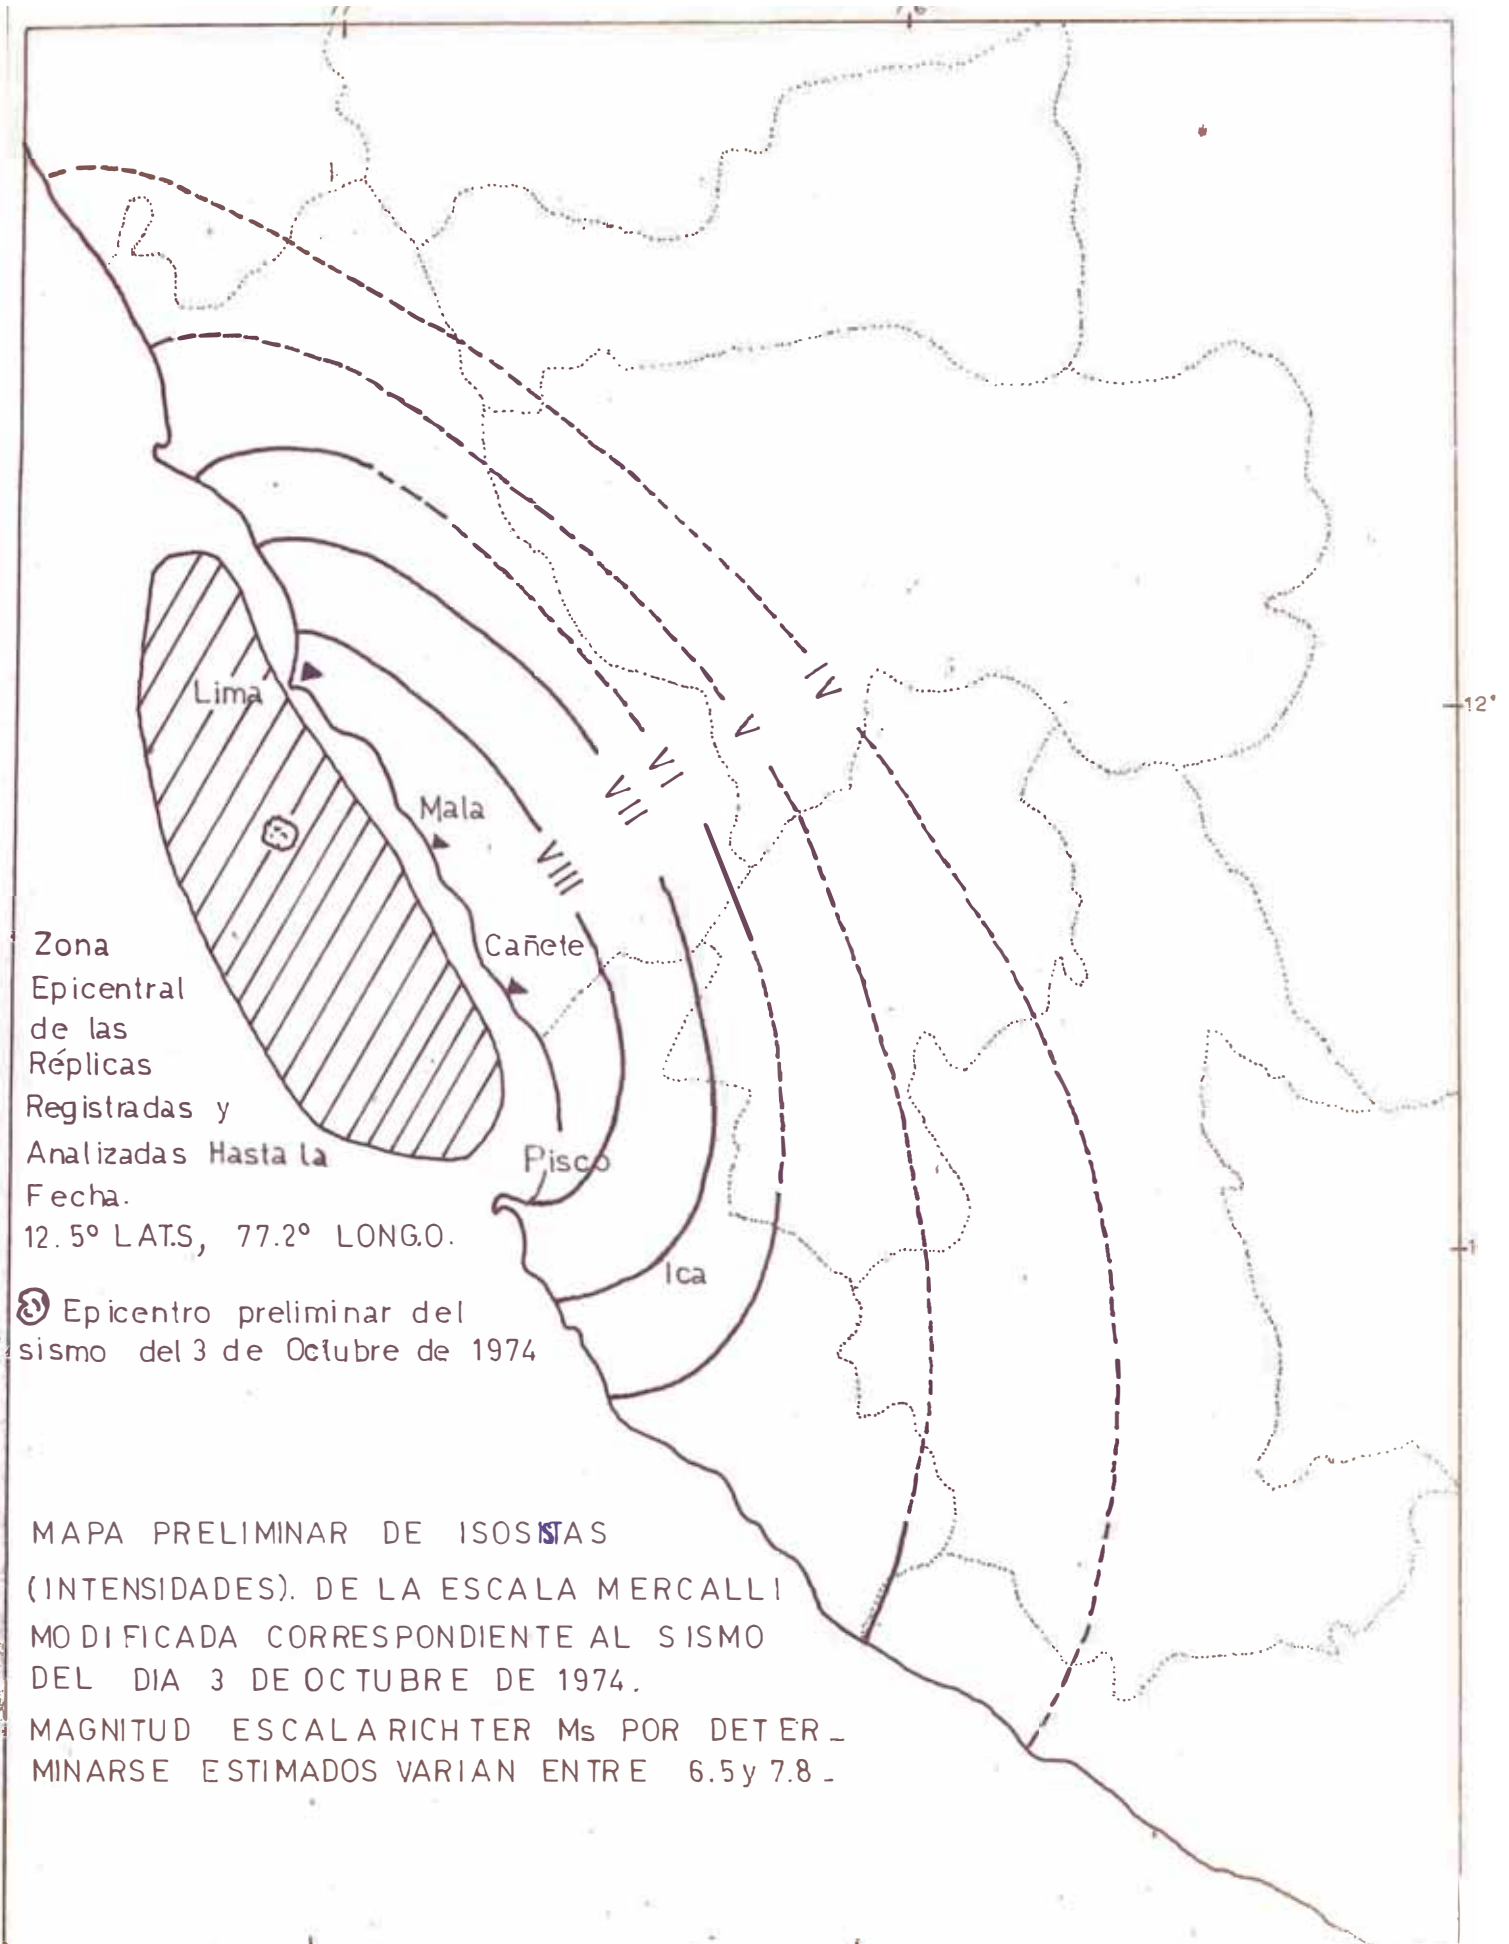 IV
V
VI
VII
VIII
12°
Lima
Mala
Cañete
Pisco
Ica
Zona
Epicentral
de las
Réplicas
Registradas y
Analizadas Hasta la
Fecha.
12.5° LAT.S, 77.2° LONG.O.
Epicentro preliminar del
sismo del 3 de Octubre de 1974
MAPA PRELIMINAR DE ISOSISTAS
(INTENSIDADES). DE LA ESCALA MERCALLI
MODIFICADA CORRESPONDIENTE AL SISMO
DEL DIA 3 DE OCTUBRE DE 1974.
MAGNITUD ESCALA RICHTER Ms POR DETER_
MINARSE ESTIMADOS VARIAN ENTRE 6.5 y 7.8 _